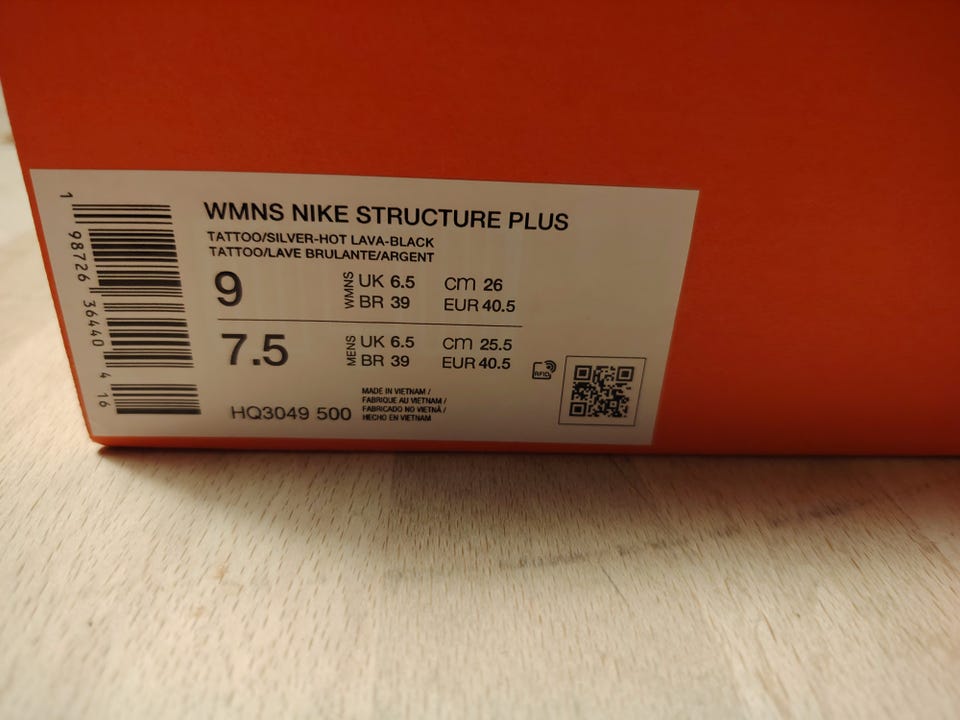 WMNS NIKE STRUCTURE PLUS
TATTOO/SILVER-HOT LAVA-BLACK
TATTOO/LAVE BRULANTE/ARGENT
9 WMNS UK 6.5 cm 26
BR 39 EUR 40.5
7.5 MENS UK 6.5 cm 25.5
BR 39 EUR 40.5
RFID
HQ3049 500
MADE IN VIETNAM /
FABRIQUE AU VIETNAM /
FABRICADO NO VIETNÃ /
HECHO EN VIETNAM
1 98726 36440 4 16